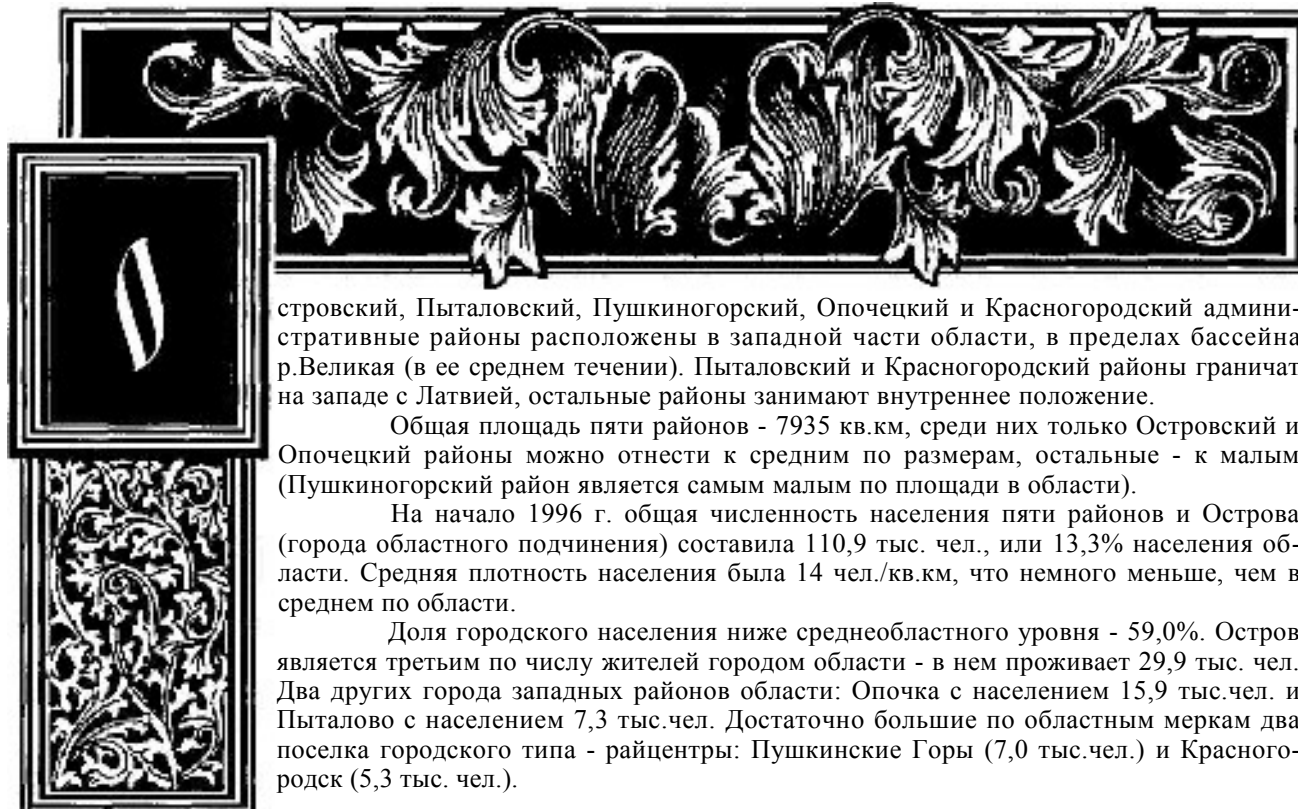 О
стровский, Пыталовский, Пушкиногорский, Опочецкий и Красногородский админи-
стративные районы расположены в западной части области, в пределах бассейна
р.Великая (в ее среднем течении). Пыталовский и Красногородский районы граничат
на западе с Латвией, остальные районы занимают внутреннее положение.
Общая площадь пяти районов - 7935 кв.км, среди них только Островский и
Опочецкий районы можно отнести к средним по размерам, остальные - к малым
(Пушкиногорский район является самым малым по площади в области).
На начало 1996 г. общая численность населения пяти районов и Острова
(города областного подчинения) составила 110,9 тыс. чел., или 13,3% населения об-
ласти. Средняя плотность населения была 14 чел./кв.км, что немного меньше, чем в
среднем по области.
Доля городского населения ниже среднеобластного уровня - 59,0%. Остров
является третьим по числу жителей городом области - в нем проживает 29,9 тыс. чел.
Два других города западных районов области: Опочка с населением 15,9 тыс.чел. и
Пыталово с населением 7,3 тыс.чел. Достаточно большие по областным меркам два
поселка городского типа - райцентры: Пушкинские Горы (7,0 тыс.чел.) и Красного-
родск (5,3 тыс. чел.).